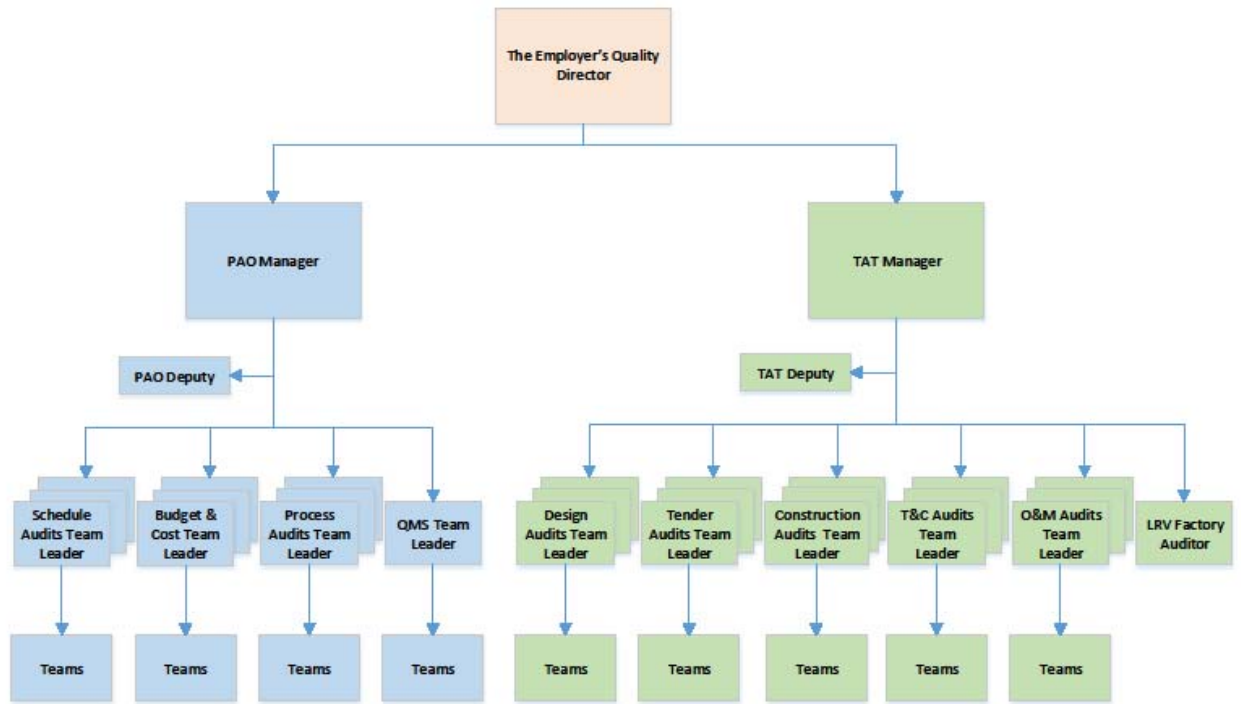 The Employer's Quality
Director
PAO Manager
TAT Manager
PAO Deputy
TAT Deputy
Schedule
Audits Team
Leader
Budget &
Cost Team
Leader
Process
Audits Team
Leader
QMS Team
Leader
Design
Audits Team
Leader
Tender
Audits Team
Leader
Construction
Audits Team
Leader
T&C Audits
Team
Leader
O&M Audits
Team
Leader
LRV Factory
Auditor
Teams
Teams
Teams
Teams
Teams
Teams
Teams
Teams
Teams